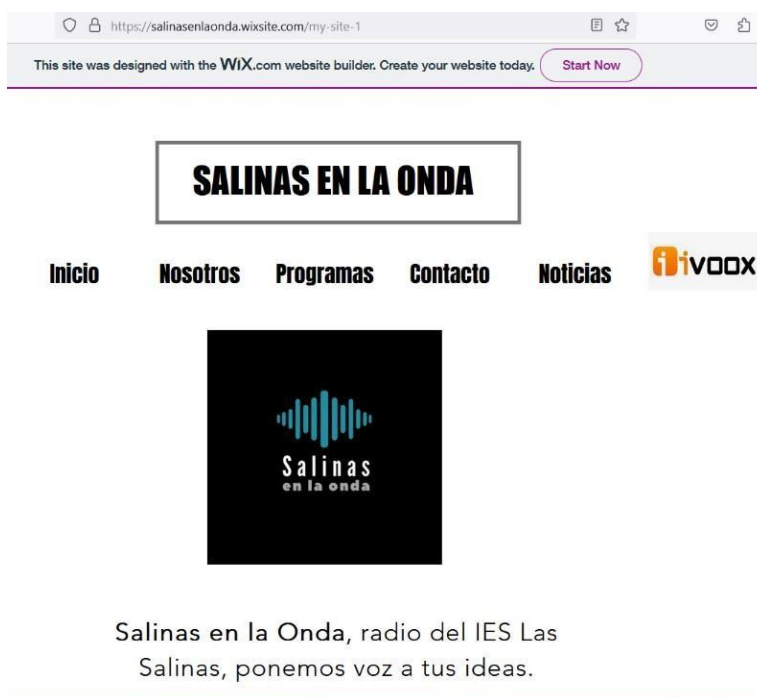 https://salinasenlaonda.wixsite.com/my-site-1
This site was designed with the WiX.com website builder. Create your website today. Start Now
SALINAS EN LA ONDA
Inicio Nosotros Programas Contacto Noticias ivoox
Salinas
en la onda
Salinas en la Onda, radio del IES Las
Salinas, ponemos voz a tus ideas.